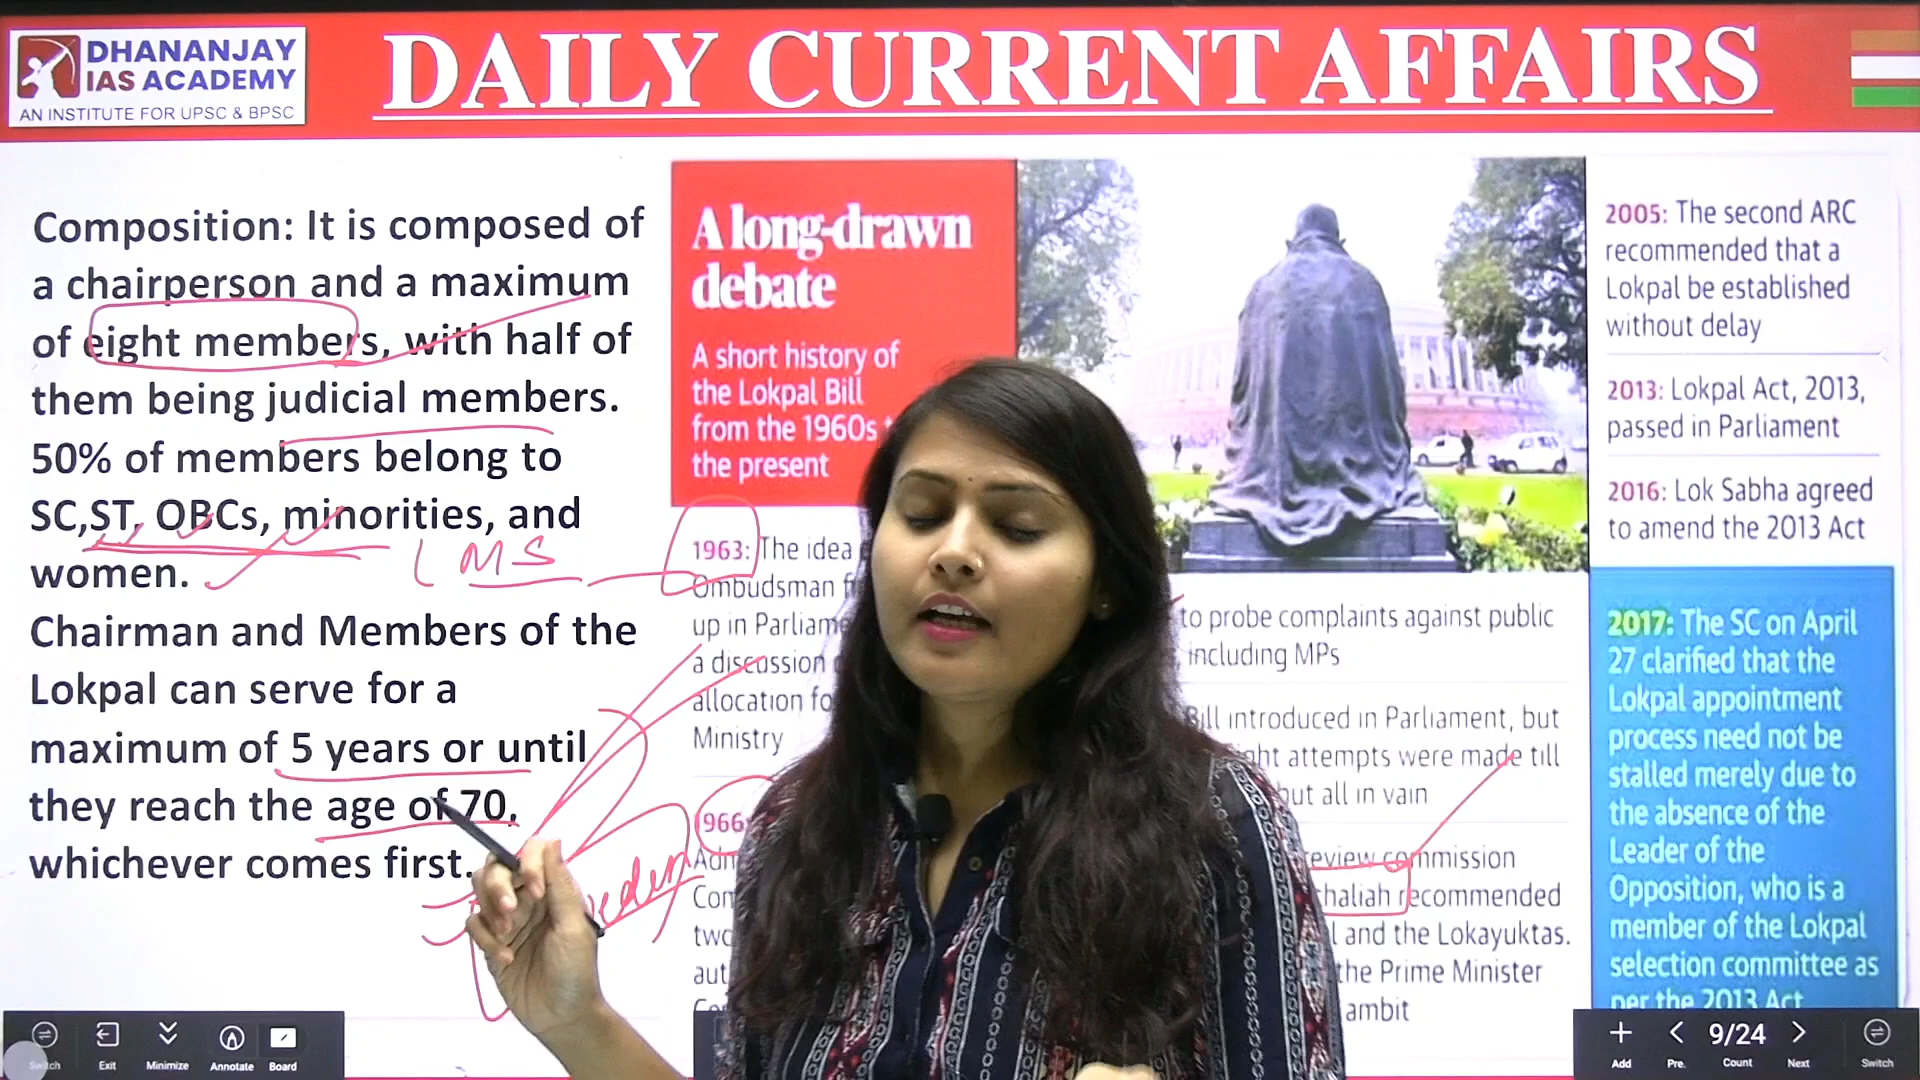 DHANANJAY
IAS ACADEMY
AN INSTITUTE FOR UPSC & BPSC
DAILY CURRENT AFFAIRS
Composition: It is composed of
a chairperson and a maximum
of eight members, with half of
them being judicial members.
50% of members belong to
SC,ST, OBCs, minorities, and
women.
Chairman and Members of the
Lokpal can serve for a
maximum of 5 years or until
they reach the age of 70,
whichever comes first.
LMS
A long-drawn
debate
A short history of
the Lokpal Bill
from the 1960s
the present
1963: The idea
Ombudsman
up in
a discussion
allocation
Ministry
1966:
to probe complaints against public
including MPs
Bill introduced in Parliament, but
attempts were made till
but all in vain
commission
recommended
and the Lokayuktas.
the Prime Minister
ambit
2005: The second ARC
recommended that a
Lokpal be established
without delay
2013: Lokpal Act, 2013,
passed in Parliament
2016: Lok Sabha agreed
to amend the 2013 Act
2017: The SC on April
27 clarified that the
Lokpal appointment
process need not be
stalled merely due to
the absence of the
Leader of the
Opposition, who is a
member of the Lokpal
selection committee as
per the 2013 Act
Switch
Exit
Minimize
Annotate
Board
Add
Pre.
9/24
Count
Next
Switch